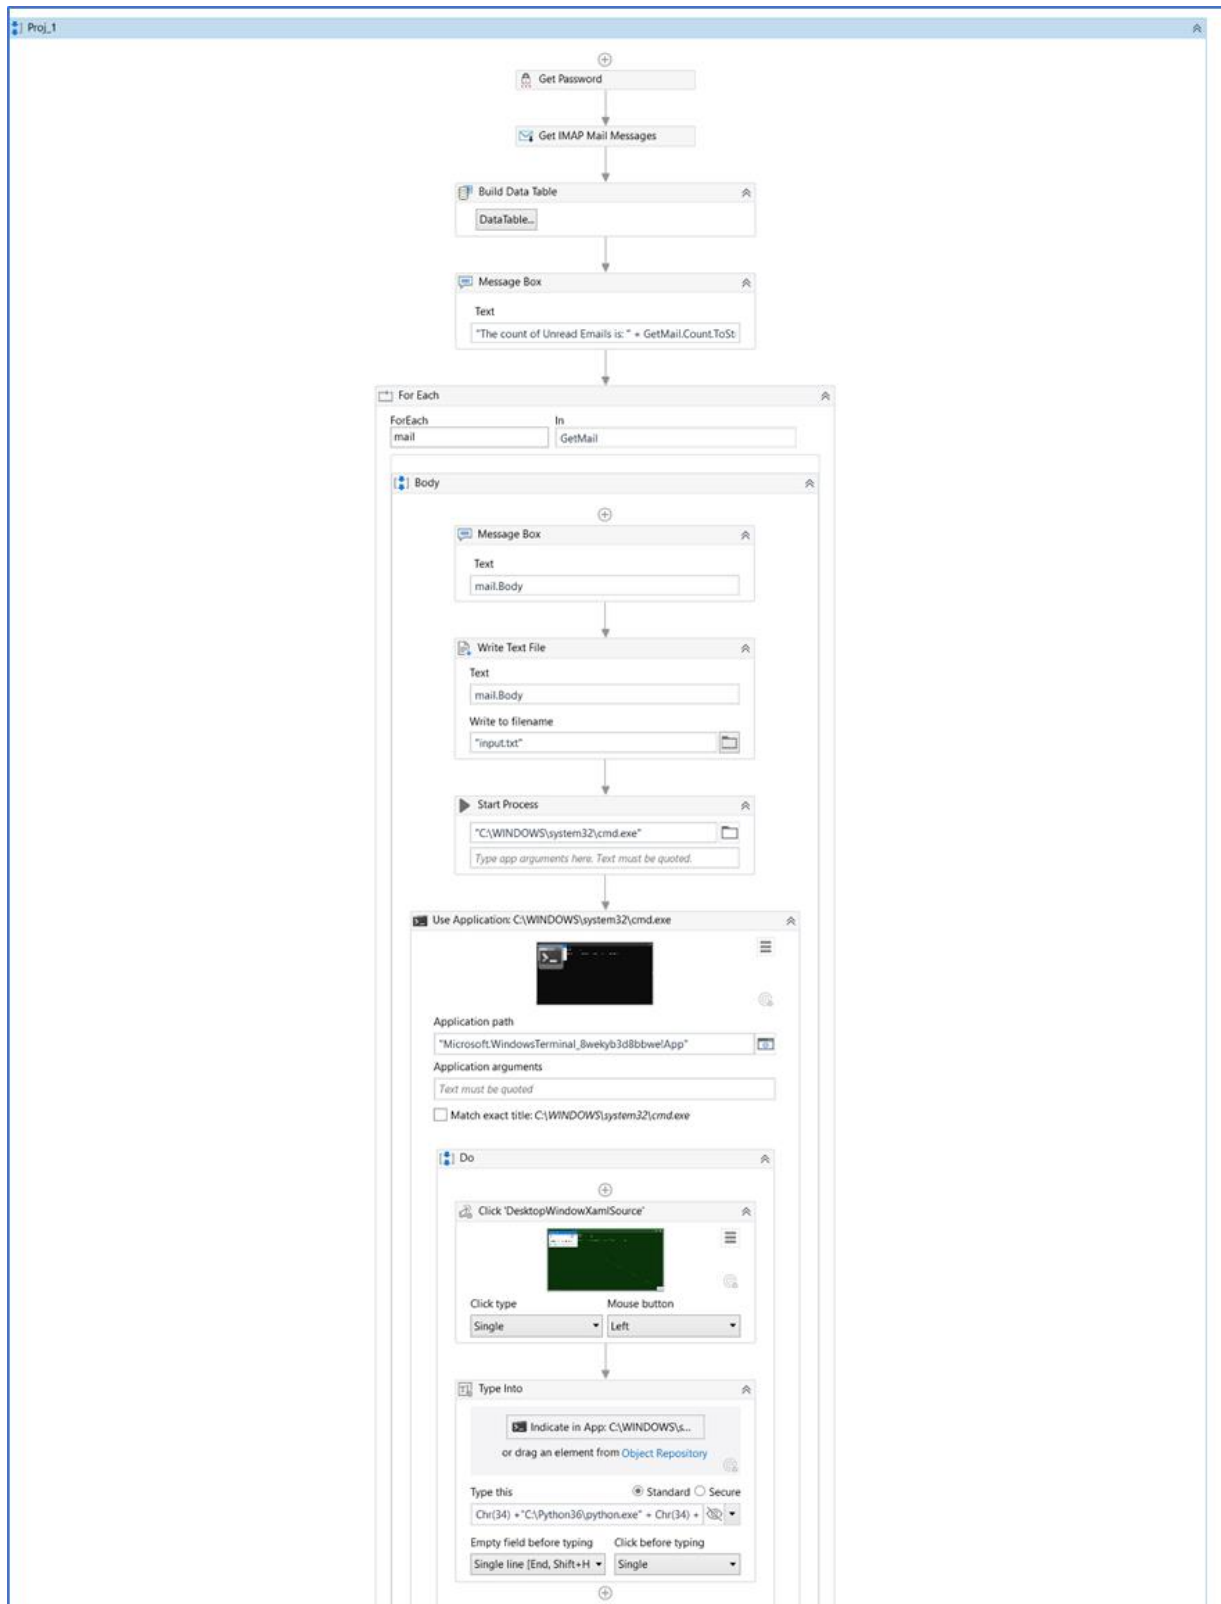 Proj_1
Get Password
Get IMAP Mail Messages
Build Data Table
DataTable...
Message Box
Text
"The count of Unread Emails is: " + GetMail.Count.ToSt
For Each
ForEach In
mail GetMail
Body
Message Box
Text
mail.Body
Write Text File
Text
mail.Body
Write to filename
"input.txt"
Start Process
"C:\WINDOWS\system32\cmd.exe"
Type app arguments here. Text must be quoted.
Use Application: C:\WINDOWS\system32\cmd.exe
Application path
"Microsoft.WindowsTerminal_8wekyb3d8bbwe!App"
Application arguments
Text must be quoted
Match exact title: C:\WINDOWS\system32\cmd.exe
Do
Click 'DesktopWindowXamlSource'
Click type Mouse button
Single Left
Type Into
Indicate in App: C:\WINDOWS\s...
or drag an element from Object Repository
Type this Standard Secure
Chr(34) +"C:\Python36\python.exe" + Chr(34) +
Empty field before typing Click before typing
Single line [End, Shift+H Single